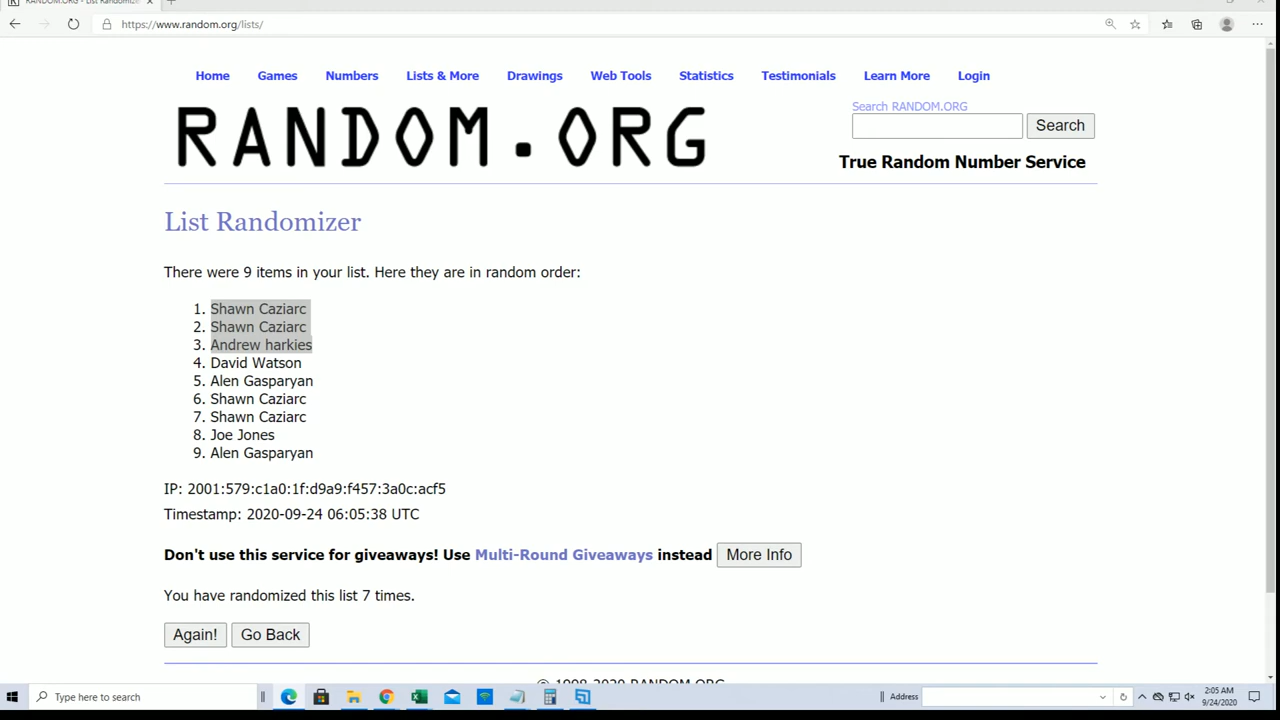 RANDOM.ORG - List Randomize
https://www.random.org/lists/
Home Games Numbers Lists & More Drawings Web Tools Statistics Testimonials Learn More Login
RANDOM.ORG
Search RANDOM.ORG
Search
True Random Number Service
List Randomizer
There were 9 items in your list. Here they are in random order:
1. Shawn Caziarc
2. Shawn Caziarc
3. Andrew harkies
4. David Watson
5. Alen Gasparyan
6. Shawn Caziarc
7. Shawn Caziarc
8. Joe Jones
9. Alen Gasparyan
IP: 2001:579:c1a0:1f:d9a9:f457:3a0c:acf5
Timestamp: 2020-09-24 06:05:38 UTC
Don't use this service for giveaways! Use Multi-Round Giveaways instead More Info
You have randomized this list 7 times.
Again! Go Back
© 1998-2020 RANDOM.ORG
Type here to search
Address
2:05 AM
9/24/2020